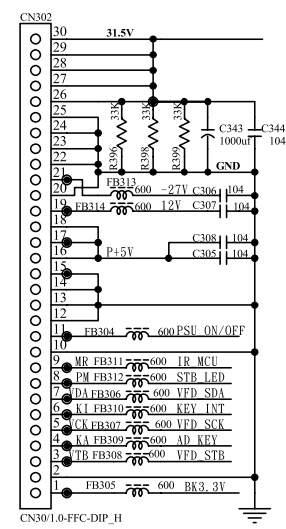 CN302
30 31.5V
29
28
27
26
25
24
23
22
21
20 FB313 600 -27V C306 104
19 FB314 600 12V C307 104
18
17
16 P+5V
15
14
13
12
11 FB304 600 PSU ON/OFF
10
9 MR FB311 600 IR_MCU
8 PM FB312 600 STB_LED
7 VDA FB306 600 VFD_SDA
6 KI FB310 600 KEY_INT
5 VCK FB307 600 VFD_SCK
4 KA FB309 600 AD_KEY
3 VTB FB308 600 VFD_STB
2
1 FB305 600 BK3.3V
33K
R396
33K
R398
33K
R399
C343
1000uf
C344
104
GND
C308 104
C305 104
CN30/1.0-FFC-DIP_H